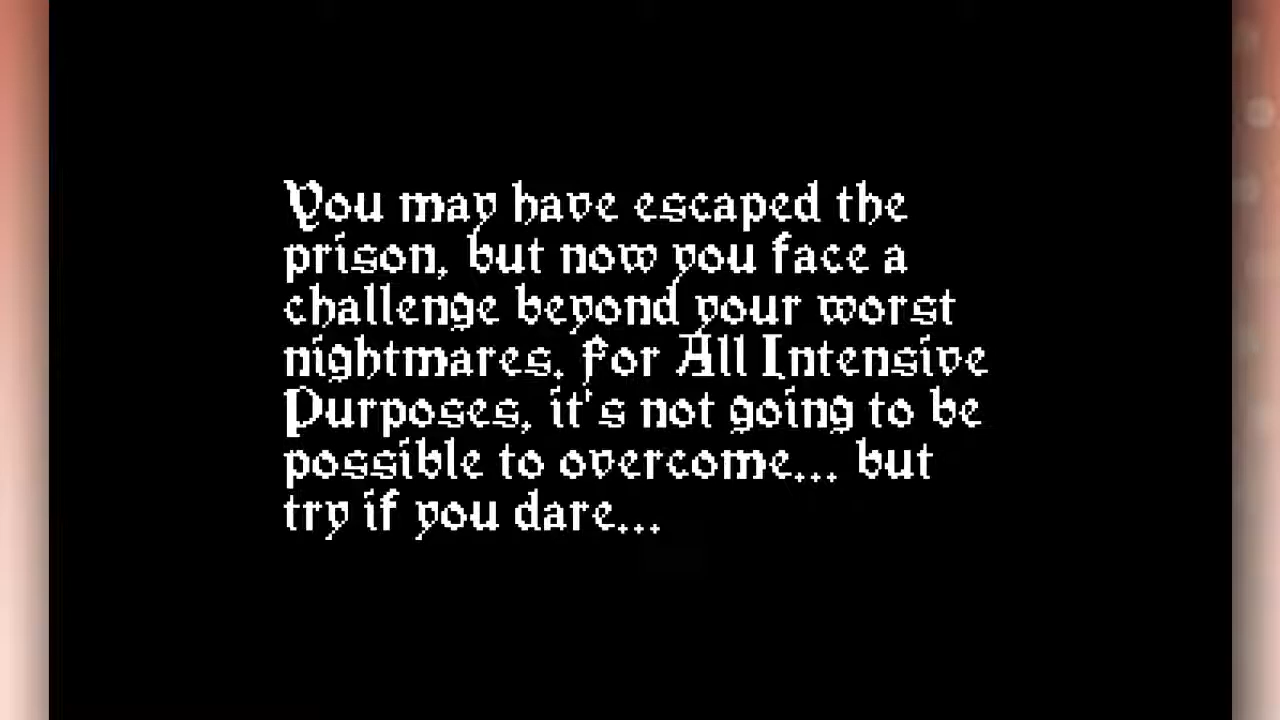 You may have escaped the
prison, but now you face a
challenge beyond your worst
nightmares. For All Intensive
Purposes, it's not going to be
possible to overcome... but
try if you dare...